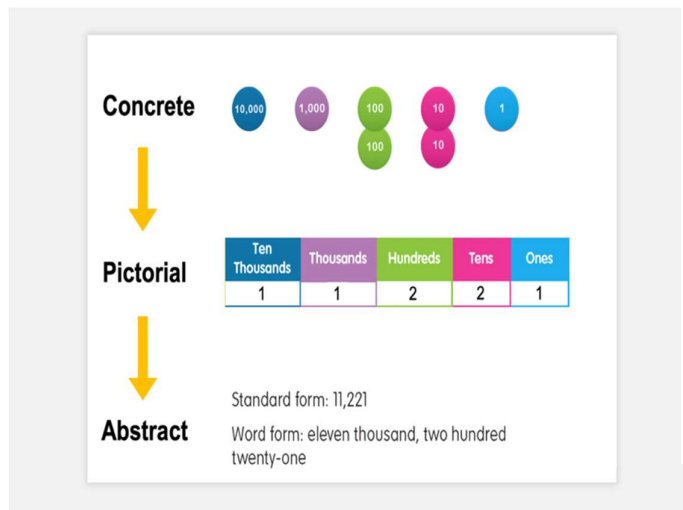 Concrete
10,000 1,000 100 10 1
100 10
Pictorial
Ten Thousands Thousands Hundreds Tens Ones
1 1 2 2 1
Abstract
Standard form: 11,221
Word form: eleven thousand, two hundred
twenty-one